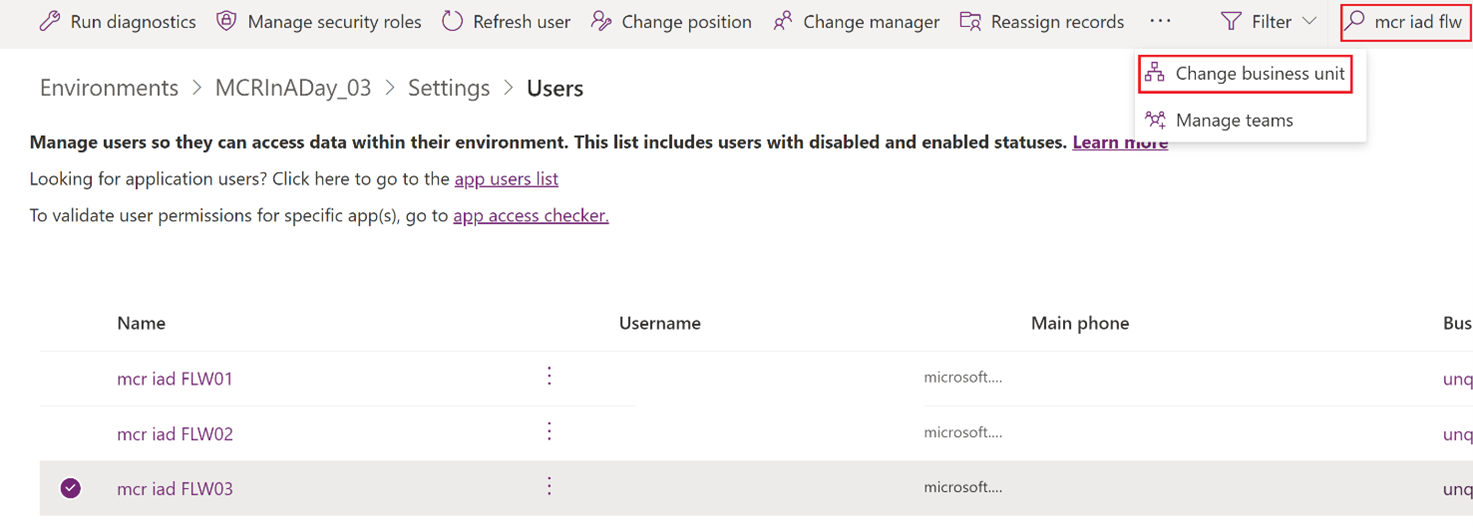 Run diagnostics Manage security roles Refresh user Change position Change manager Reassign records ... Filter mcr iad flw
Change business unit
Environments > MCRInADay_03 > Settings > Users
Manage teams
Manage users so they can access data within their environment. This list includes users with disabled and enabled statuses. Learn more
Looking for application users? Click here to go to the app users list
To validate user permissions for specific app(s), go to app access checker.
Name Username Main phone Bus
mcr iad FLW01 microsoft.... unq
mcr iad FLW02 microsoft.... unq
mcr iad FLW03 microsoft.... unq